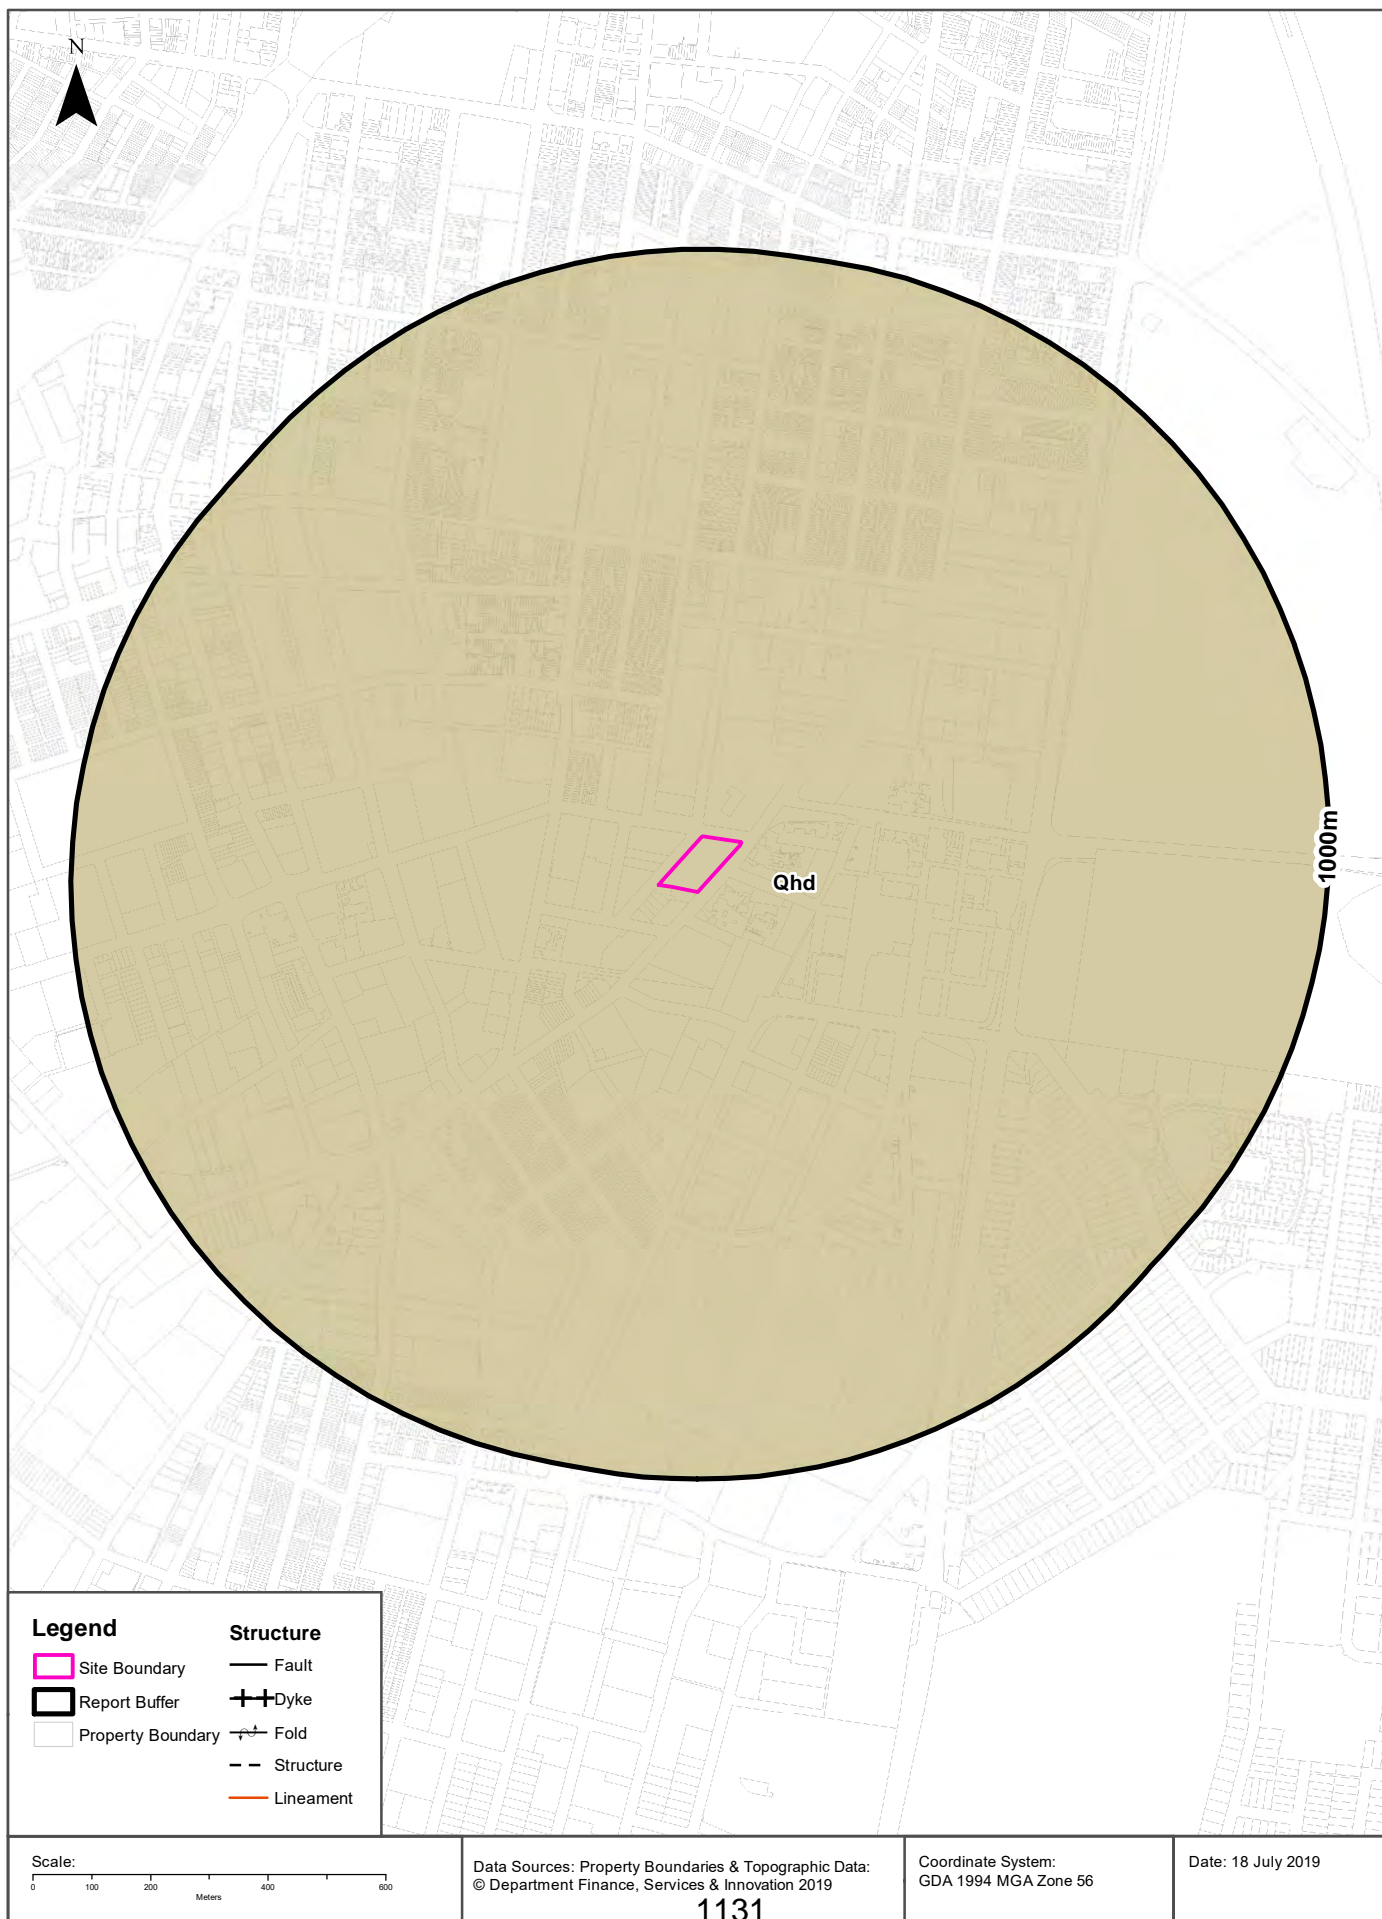 N
Qhd
1000m
Legend
Site Boundary
Report Buffer
Property Boundary
Structure
Fault
Dyke
Fold
Structure
Lineament
Scale:
0 100 200 400 600
Meters
Data Sources: Property Boundaries & Topographic Data:
© Department Finance, Services & Innovation 2019
1131
Coordinate System:
GDA 1994 MGA Zone 56
Date: 18 July 2019